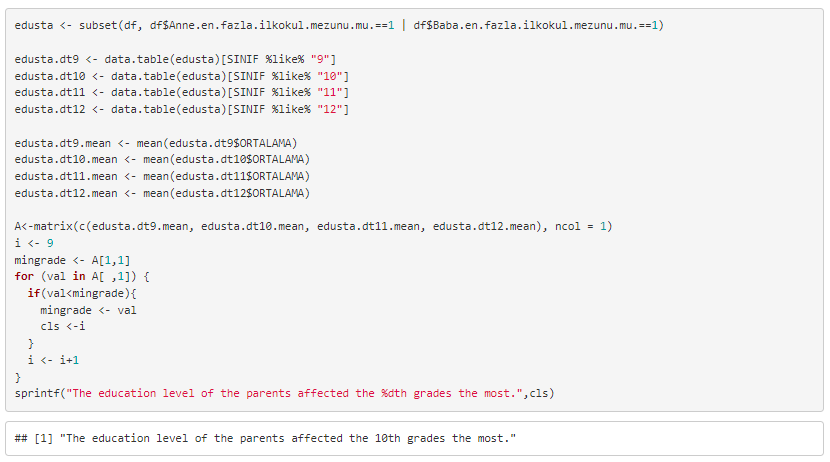 edusta <- subset(df, df$Anne.en.fazla.ilkokul.mezunu.mu.==1 | df$Baba.en.fazla.ilkokul.mezunu.mu.==1)

edusta.dt9 <- data.table(edusta)[SINIF %like% "9"]
edusta.dt10 <- data.table(edusta)[SINIF %like% "10"]
edusta.dt11 <- data.table(edusta)[SINIF %like% "11"]
edusta.dt12 <- data.table(edusta)[SINIF %like% "12"]

edusta.dt9.mean <- mean(edusta.dt9$ORTALAMA)
edusta.dt10.mean <- mean(edusta.dt10$ORTALAMA)
edusta.dt11.mean <- mean(edusta.dt11$ORTALAMA)
edusta.dt12.mean <- mean(edusta.dt12$ORTALAMA)

A<-matrix(c(edusta.dt9.mean, edusta.dt10.mean, edusta.dt11.mean, edusta.dt12.mean), ncol = 1)
i <- 9
mingrade <- A[1,1]
for (val in A[ ,1]) {
  if(val<mingrade){
    mingrade <- val
    cls <-i
  }
  i <- i+1
}
sprintf("The education level of the parents affected the %dth grades the most.",cls)
## [1] "The education level of the parents affected the 10th grades the most."